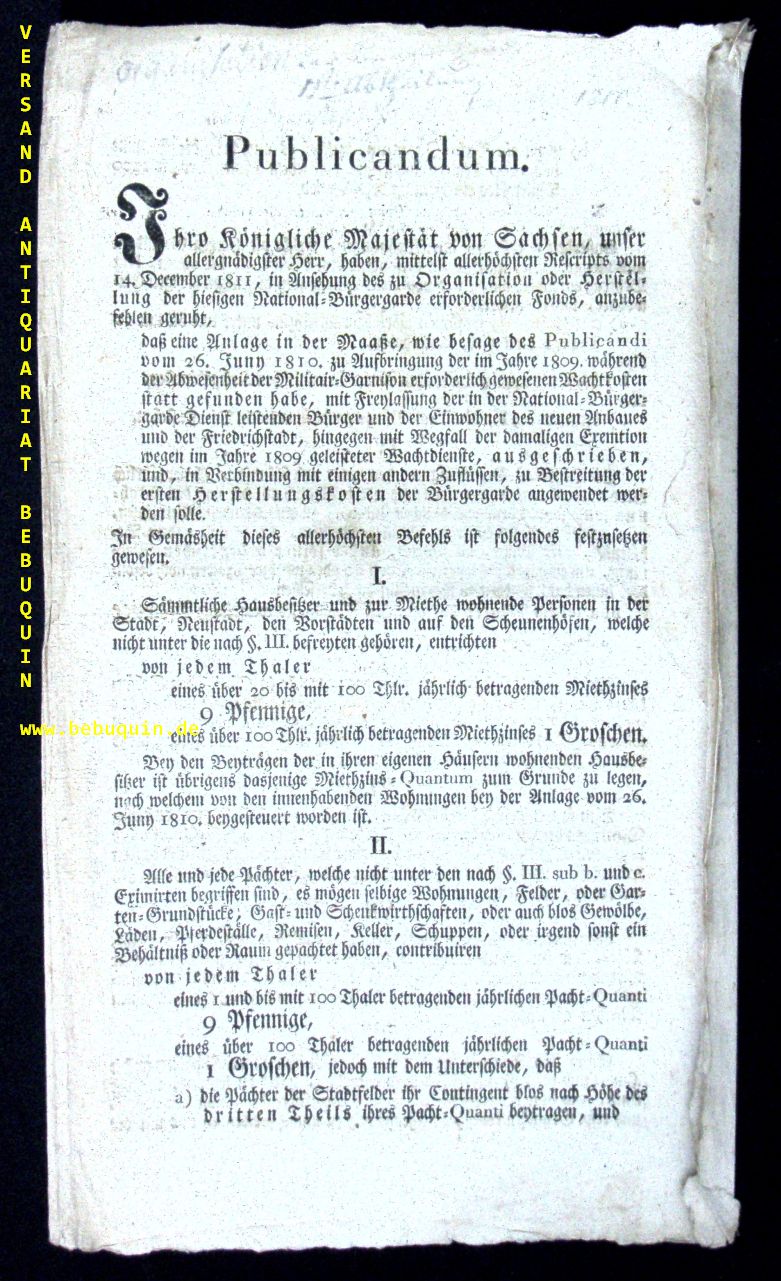 VERSAND ANTIQUARIAT BEBUQUIN
www.bebuquin.de
Organisation
Publicandum.
Ihro Königliche Majestät von Sachsen, unser
allergnädigster Herr, haben, mittelst allerhöchsten Rescripts vom
14. December 1811, in Ansehung des zu Organisation oder Herstel-
lung der hiesigen National-Bürgergarde erforderlichen Fonds, anzube-
fehlen geruht,
daß eine Anlage in der Maaße, wie besage des Publicandi
vom 26. Juny 1810. zu Aufbringung der im Jahre 1809. während
der Abwesenheit der Militair-Garnison erforderlich gewesenen Wachtkosten
statt gefunden habe, mit Freylassung der in der National-Bürger-
garde Dienst leistenden Bürger und der Einwohner des neuen Anbaues
und der Friedrichstadt, hingegen mit Wegfall der damaligen Exemtion
wegen im Jahre 1809 geleisteter Wachtdienste, ausgeschrieben,
und, in Verbindung mit einigen andern Zuflüssen, zu Bestreitung der
ersten Herstellungskosten der Bürgergarde angewendet wer-
den solle.
In Gemäsheit dieses allerhöchsten Befehls ist folgendes festzusetzen
gewesen.
I.
Sämmtliche Hausbesitzer und zur Miethe wohnende Personen in der
Stadt, Neustadt, den Vorstädten und auf den Scheunenhöfen, welche
nicht unter die nach §. III. befreyten gehören, entrichten
von jedem Thaler
eines über 20 bis mit 100 Thlr. jährlich betragenden Miethzinses
9 Pfennige,
eines über 100 Thlr. jährlich betragenden Miethzinses 1 Groschen.
Bey den Beyträgen der in ihren eigenen Häusern wohnenden Hausbe-
sitzer ist übrigens dasjenige Miethzins-Quantum zum Grunde zu legen,
nach welchem von den innenhabenden Wohnungen bey der Anlage vom 26.
Juny 1810. beygesteuert worden ist.
II.
Alle und jede Pächter, welche nicht unter den nach §. III. sub b. und c.
Eximirten begriffen sind, es mögen selbige Wohnungen, Felder, oder Gar-
ten-Grundstücke, Gast- und Schenkwirthschaften, oder auch blos Gewölbe,
Läden, Pferdeställe, Remisen, Keller, Schuppen, oder irgend sonst ein
Behältniß oder Raum gepachtet haben, contribuiren
von jedem Thaler
eines 1 und bis mit 100 Thaler betragenden jährlichen Pacht-Quanti
9 Pfennige,
eines über 100 Thaler betragenden jährlichen Pacht-Quanti
1 Groschen, jedoch mit dem Unterschiede, daß
a) die Pächter der Stadtfelder ihr Contingent blos nach Höhe des
dritten Theils ihres Pacht-Quanti beytragen, und